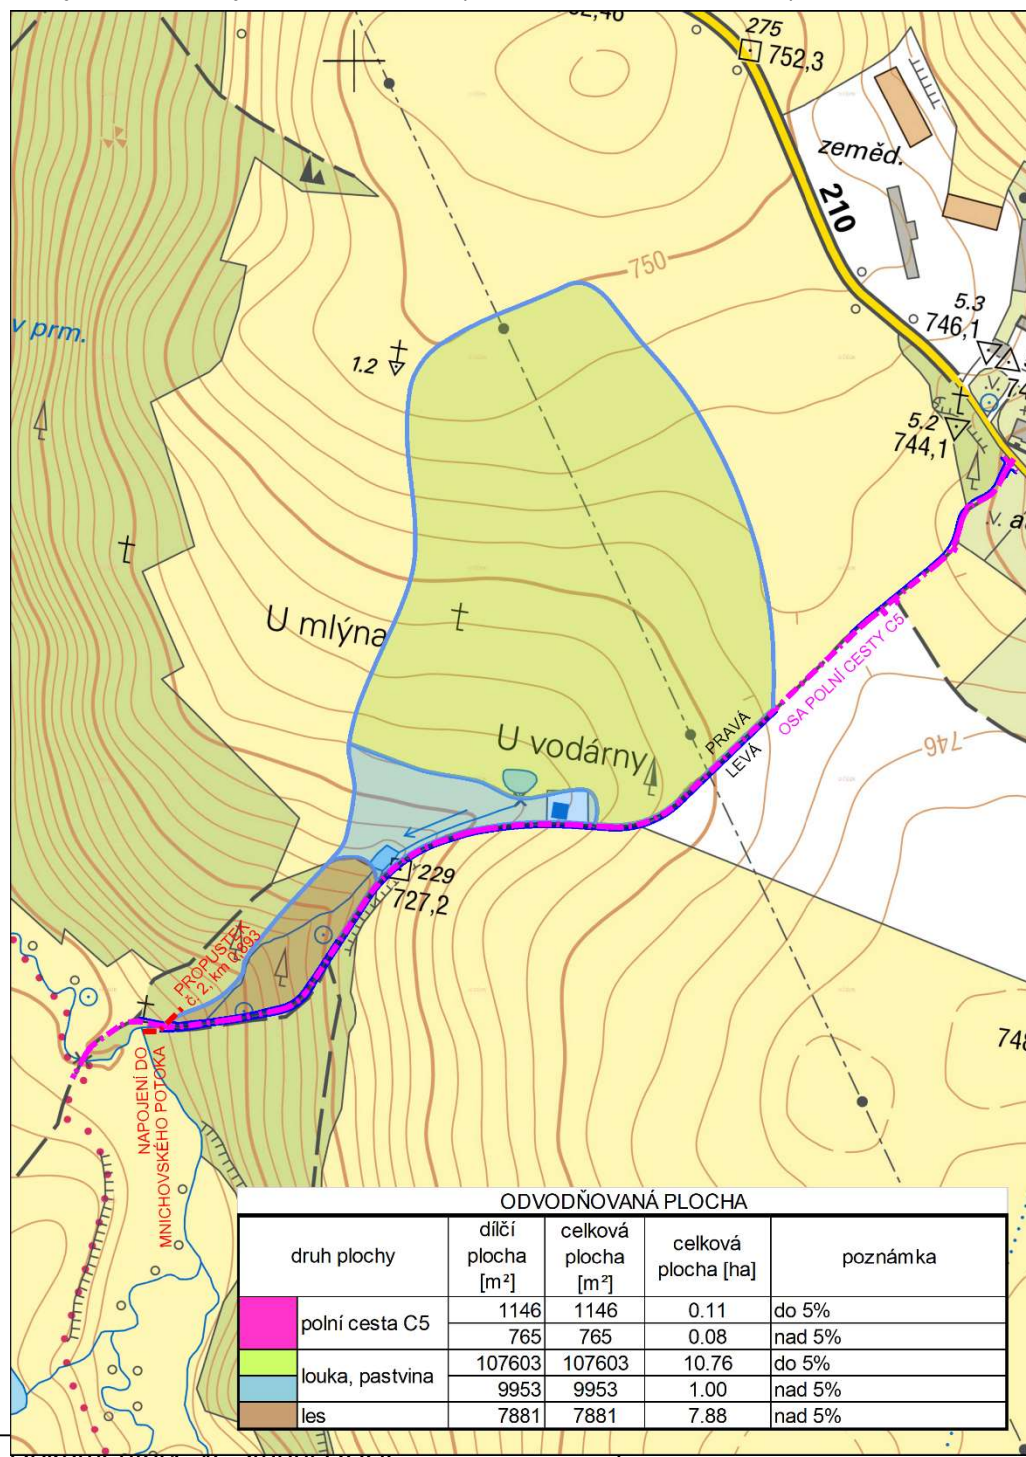 275
752,3
zeměd.
210
750
5.3
746,1
v prm.
1.2
5.2
744,1
U mlýna
OSA POLNÍ CESTY C5
PRAVÁ
LEVÁ
746
U vodárny
229
727,2
PROPUSTEK
č. 2, km 0,893
NAPOJENÍ DO
MNICHOVSKÉHO POTOKA
748
ODVODŇOVANÁ PLOCHA
druh plochy dílčí plocha [m²] celková plocha [m²] celková plocha [ha] poznámka
polní cesta C5 1146 1146 0.11 do 5%
765 765 0.08 nad 5%
louka, pastvina 107603 107603 10.76 do 5%
9953 9953 1.00 nad 5%
les 7881 7881 7.88 nad 5%